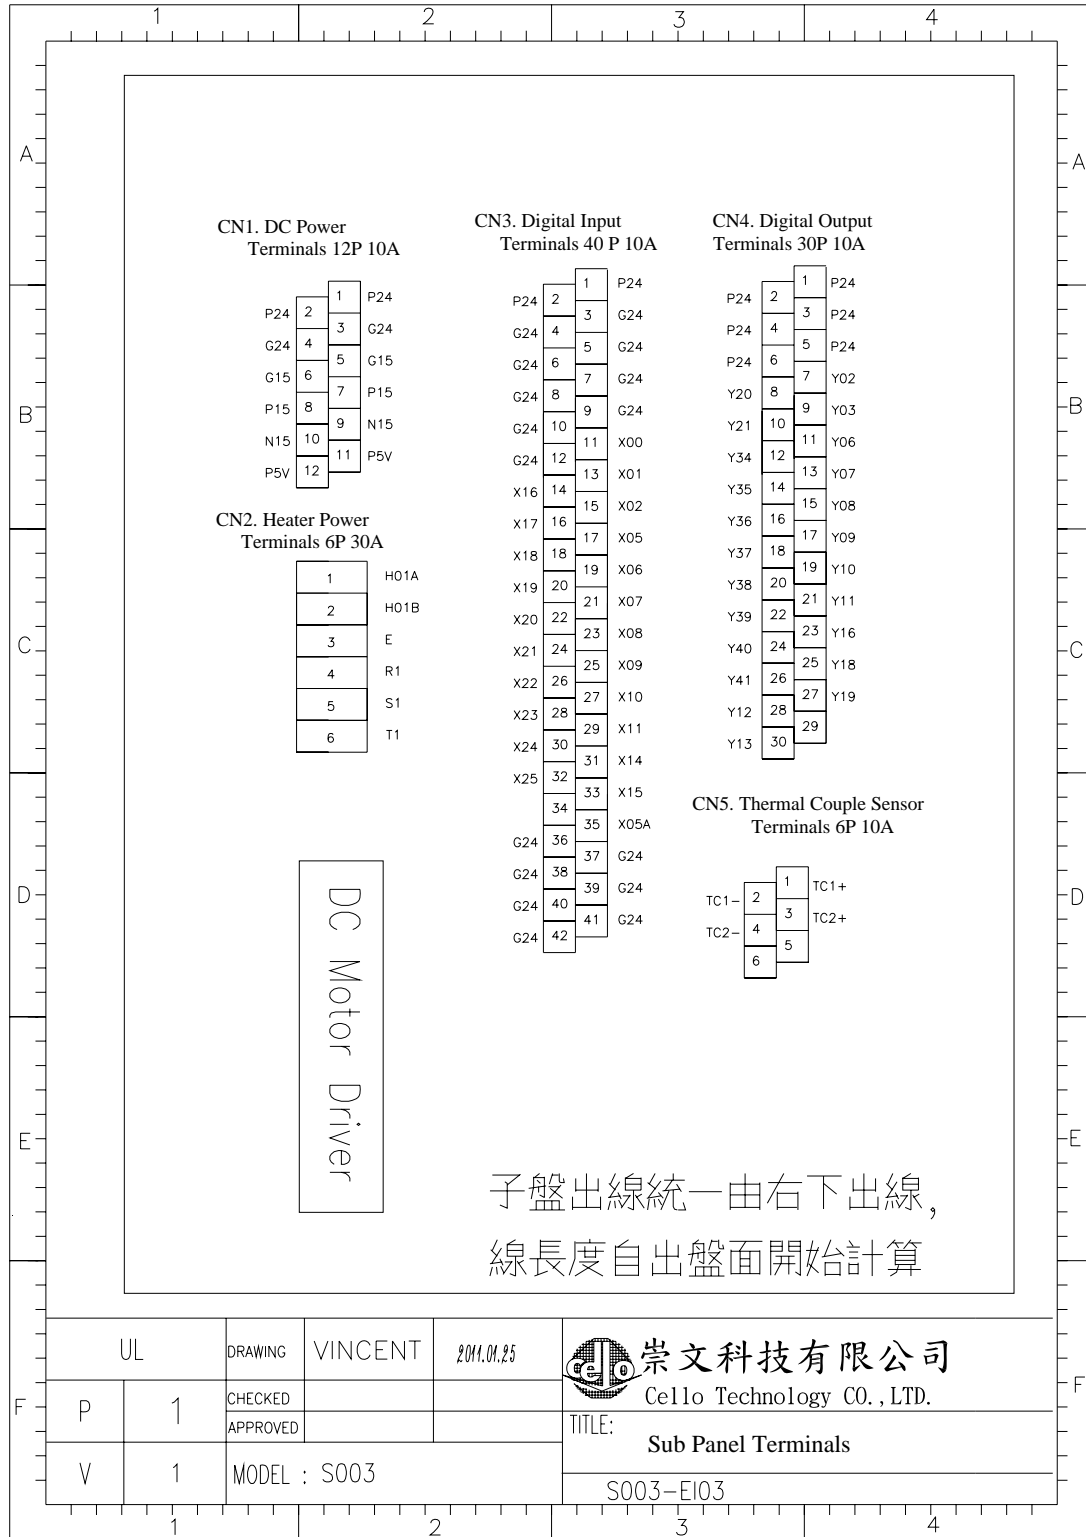 1 2 3 4
A A
B B
C C
D D
E E
F F
CN1. DC Power
Terminals 12P 10A
1 P24
P24 2
3 G24
G24 4
5 G15
G15 6
7 P15
P15 8
9 N15
N15 10
11 P5V
P5V 12
CN2. Heater Power
Terminals 6P 30A
1 H01A
2 H01B
3 E
4 R1
5 S1
6 T1
CN3. Digital Input
Terminals 40 P 10A
1 P24
P24 2
3 G24
G24 4
5 G24
G24 6
7 G24
G24 8
9 G24
G24 10
11 X00
G24 12
13 X01
X16 14
15 X02
X17 16
17 X05
X18 18
19 X06
X19 20
21 X07
X20 22
23 X08
X21 24
25 X09
X22 26
27 X10
X23 28
29 X11
X24 30
31 X14
X25 32
33 X15
34
35 X05A
G24 36
37 G24
G24 38
39 G24
G24 40
41 G24
G24 42
CN4. Digital Output
Terminals 30P 10A
1 P24
P24 2
3 P24
P24 4
5 P24
P24 6
7 Y02
Y20 8
9 Y03
Y21 10
11 Y06
Y34 12
13 Y07
Y35 14
15 Y08
Y36 16
17 Y09
Y37 18
19 Y10
Y38 20
21 Y11
Y39 22
23 Y16
Y40 24
25 Y18
Y41 26
27 Y19
Y12 28
29
Y13 30
CN5. Thermal Couple Sensor
Terminals 6P 10A
1 TC1+
TC1- 2
3 TC2+
TC2- 4
5
6
DC Motor Driver
子盤出線統一由右下出線,
線長度自出盤面開始計算
UL
DRAWING VINCENT 2011.01.25
P 1
CHECKED
APPROVED
V 1
MODEL : S003
cello 崇文科技有限公司
Cello Technology CO.,LTD.
TITLE:
Sub Panel Terminals
S003-EI03
1 2 3 4